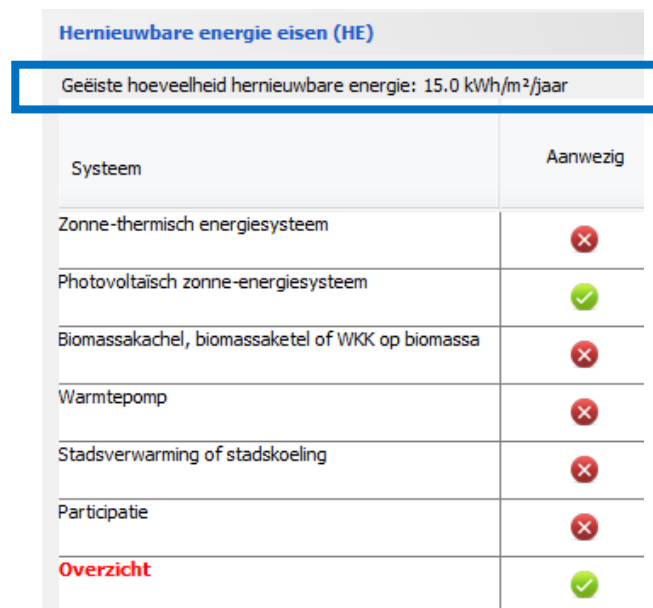 Hernieuwbare energie eisen (HE)
Geëiste hoeveelheid hernieuwbare energie: 15.0 kWh/m²/jaar
Systeem
Aanwezig
Zonne-thermisch energiesysteem
Photovoltaïsch zonne-energiesysteem
Biomassakachel, biomassaketel of WKK op biomassa
Warmtepomp
Stadsverwarming of stadskoeling
Participatie
Overzicht